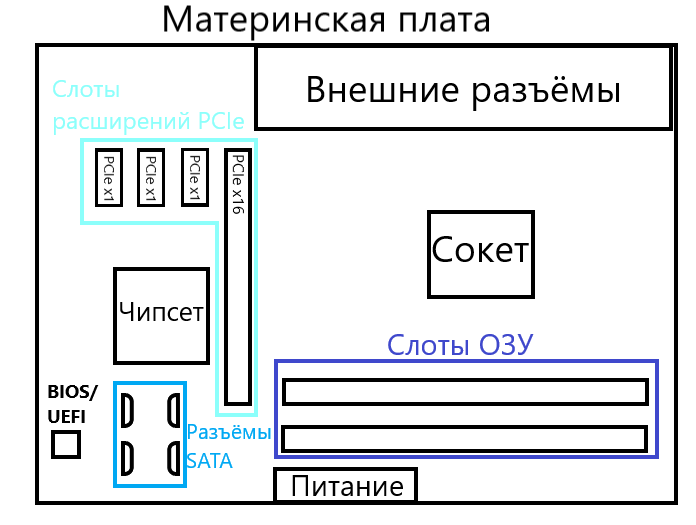 Материнская плата
Внешние разъёмы
Слоты
расширений PCIe
PCIe x1
PCIe x1
PCIe x1
PCIe x16
Сокет
Чипсет
Слоты ОЗУ
BIOS/
UEFI
Разъёмы
SATA
Питание